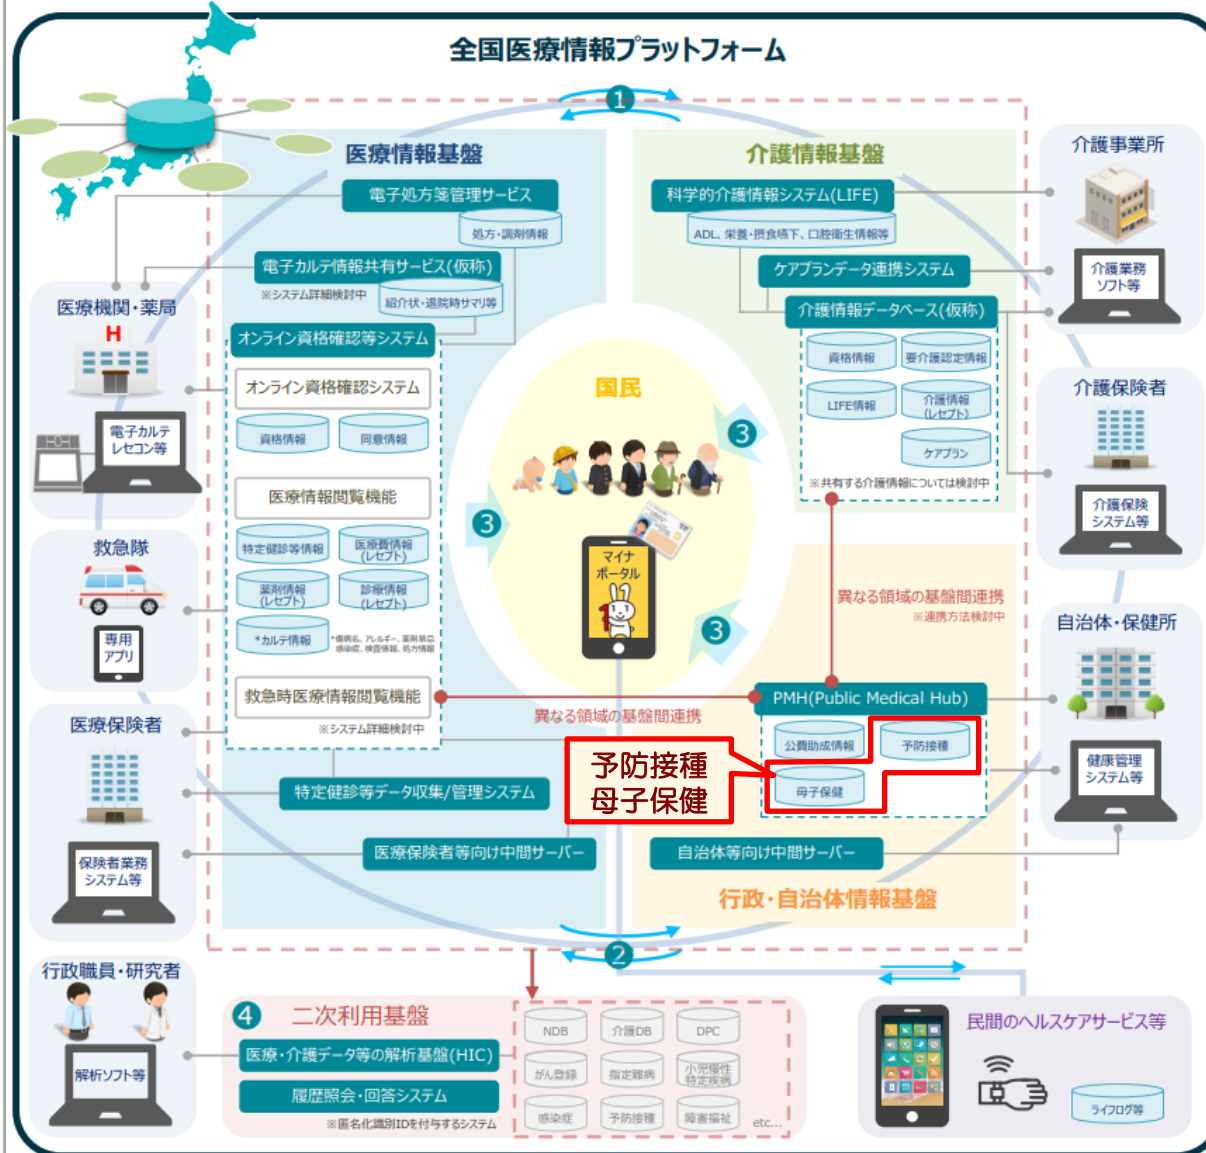 全国医療情報プラットフォーム
1
医療情報基盤
電子処方箋管理サービス
処方・調剤情報
電子カルテ情報共有サービス(仮称)
※システム詳細検討中
紹介状・退院時サマリ等
オンライン資格確認等システム
オンライン資格確認システム
資格情報
同意情報
医療情報閲覧機能
特定健診等情報
医療費情報
(レセプト)
薬剤情報
(レセプト)
診療情報
(レセプト)
*カルテ情報
*傷病名、アレルギー、薬剤禁忌
感染症、検査情報、処方情報
救急時医療情報閲覧機能
※システム詳細検討中
特定健診等データ収集/管理システム
医療保険者等向け中間サーバー
介護情報基盤
科学的介護情報システム(LIFE)
ADL、栄養・摂食嚥下、口腔衛生情報等
ケアプランデータ連携システム
介護情報データベース(仮称)
資格情報
要介護認定情報
LIFE情報
介護情報
(レセプト)
ケアプラン
※共有する介護情報については検討中
国民
3
3
3
マイナ
ポータル
異なる領域の基盤間連携
※連携方法検討中
異なる領域の基盤間連携
PMH(Public Medical Hub)
公費助成情報
予防接種
母子保健
予防接種
母子保健
自治体等向け中間サーバー
行政・自治体情報基盤
2
医療機関・薬局
H
電子カルテ
レセコン等
救急隊
専用
アプリ
医療保険者
保険者業務
システム等
行政職員・研究者
解析ソフト等
介護事業所
介護業務
ソフト等
介護保険者
介護保険
システム等
自治体・保健所
健康管理
システム等
4
二次利用基盤
医療・介護データ等の解析基盤(HIC)
履歴照会・回答システム
※匿名化識別IDを付与するシステム
NDB
介護DB
DPC
がん登録
指定難病
小児慢性
特定疾病
感染症
予防接種
障害福祉
etc...
民間のヘルスケアサービス等
ライフログ等